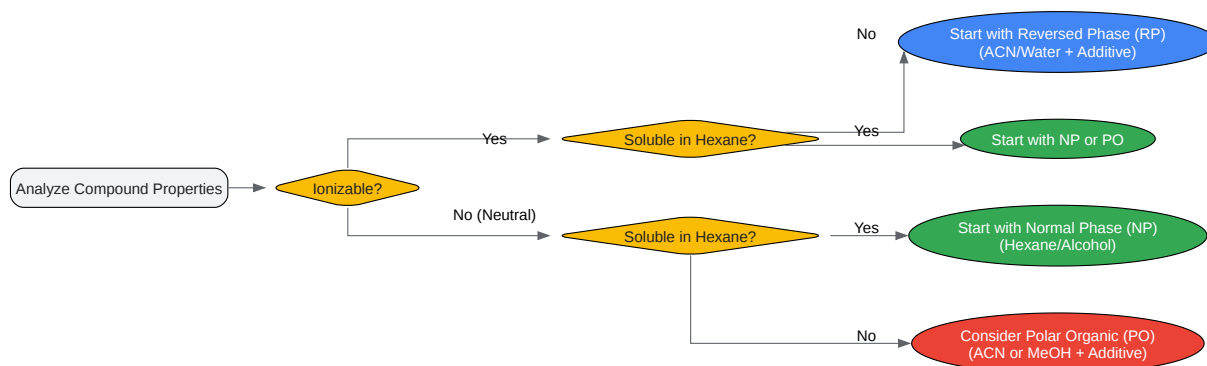 No
Start with Reversed Phase (RP)
(ACN/Water + Additive)
Yes
Soluble in Hexane?
Yes
Start with NP or PO
Analyze Compound Properties
Ionizable?
No (Neutral)
Soluble in Hexane?
Yes
Start with Normal Phase (NP)
(Hexane/Alcohol)
No
Consider Polar Organic (PO)
(ACN or MeOH + Additive)